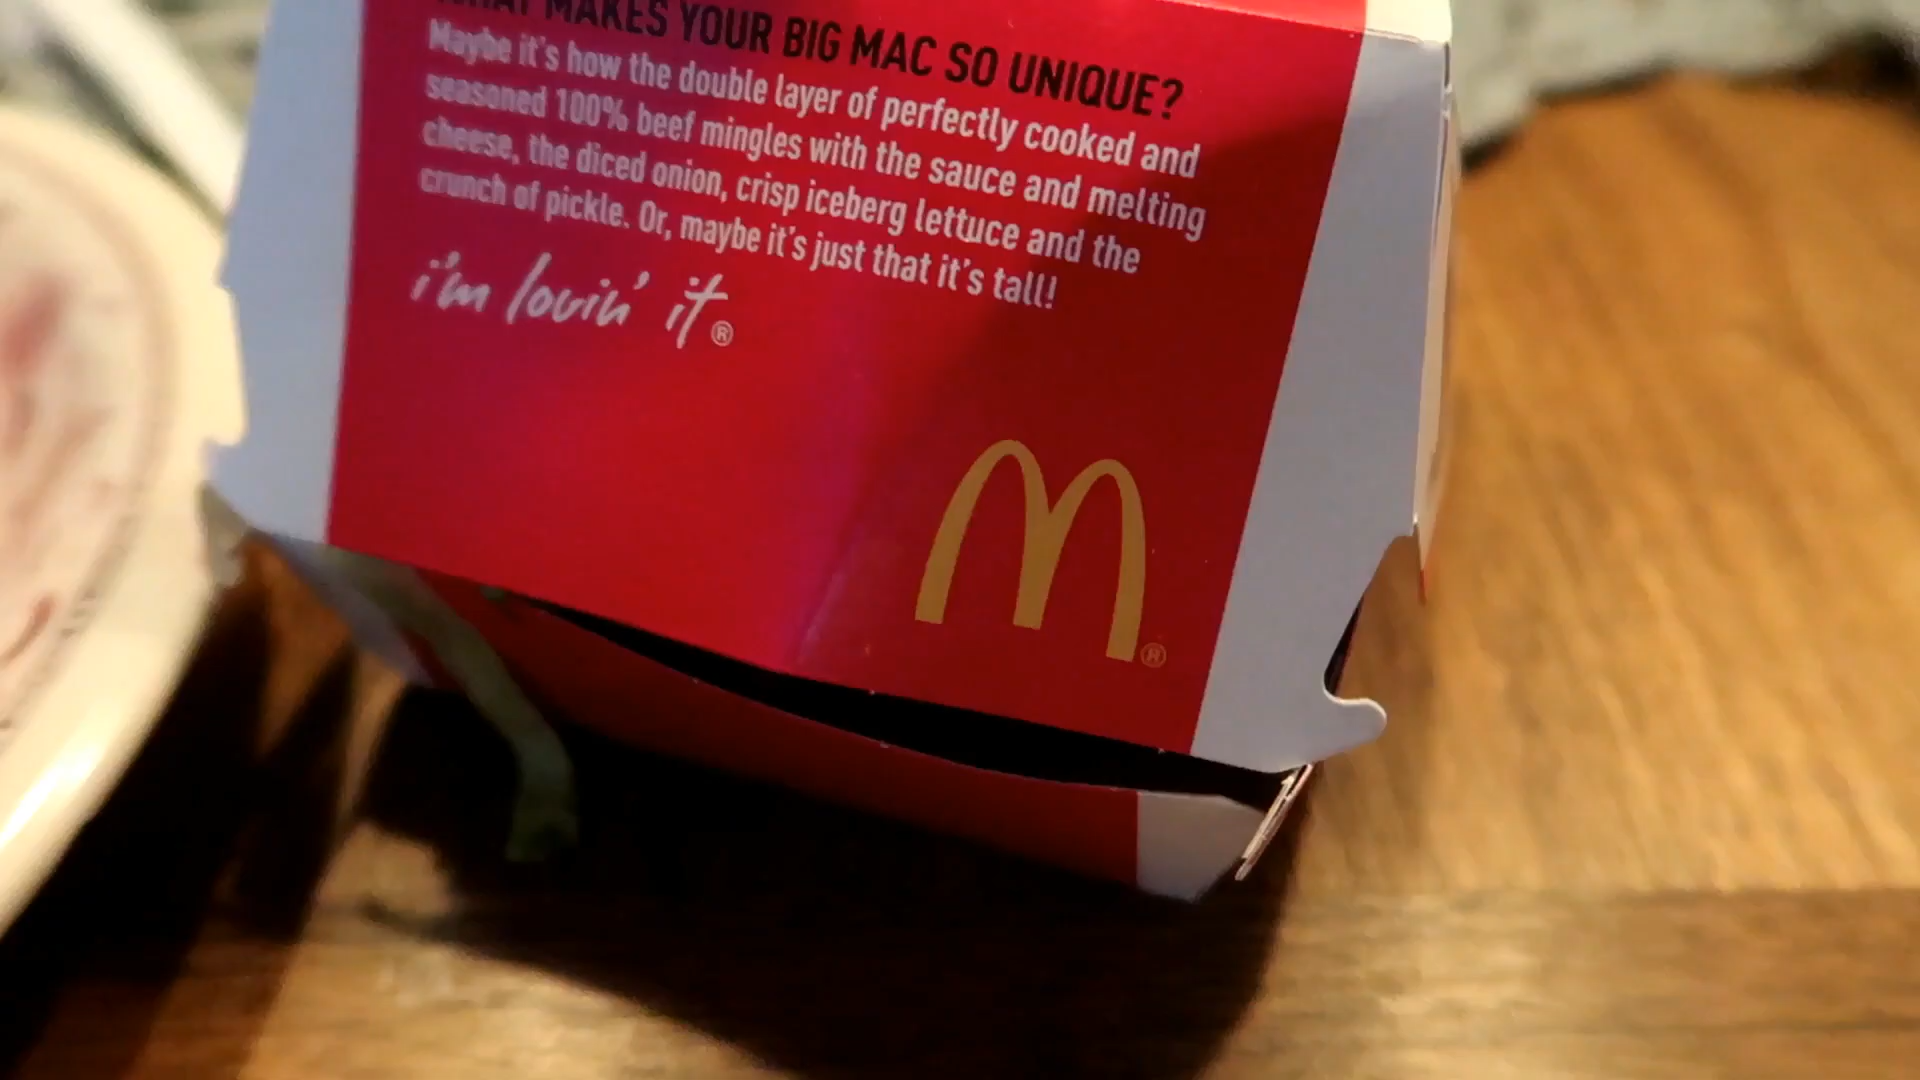 WHAT MAKES YOUR BIG MAC SO UNIQUE?
Maybe it's how the double layer of perfectly cooked and
seasoned 100% beef mingles with the sauce and melting
cheese, the diced onion, crisp iceberg lettuce and the
crunch of pickle. Or, maybe it's just that it's tall!
i'm lovin' it®
M®